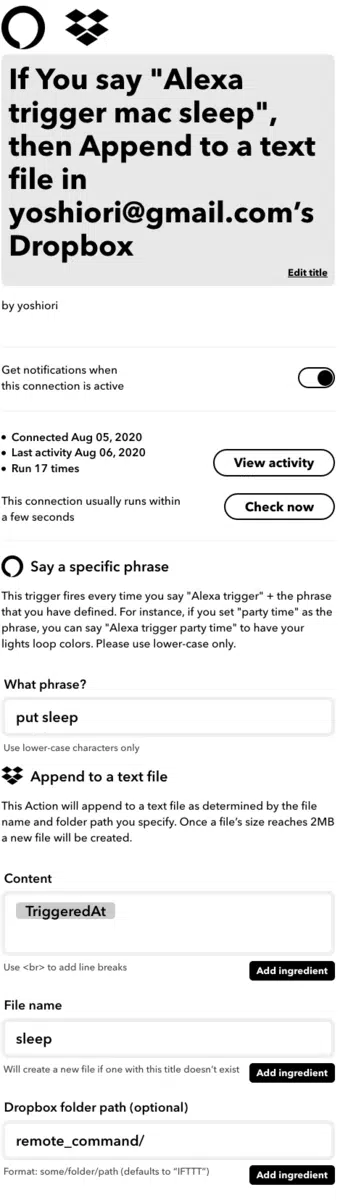 If You say "Alexa
trigger mac sleep",
then Append to a text
file in
yoshiori@gmail.com’s
Dropbox
Edit title
by yoshiori
Get notifications when
this connection is active
• Connected Aug 05, 2020
• Last activity Aug 06, 2020
• Run 17 times
View activity
This connection usually runs within
a few seconds
Check now
Say a specific phrase
This trigger fires every time you say "Alexa trigger" + the phrase
that you have defined. For instance, if you set "party time" as the
phrase, you can say "Alexa trigger party time" to have your
lights loop colors. Please use lower-case only.
What phrase?
put sleep
Use lower-case characters only
Append to a text file
This Action will append to a text file as determined by the file
name and folder path you specify. Once a file’s size reaches 2MB
a new file will be created.
Content
TriggeredAt
Use <br> to add line breaks
Add ingredient
File name
sleep
Will create a new file if one with this title doesn't exist
Add ingredient
Dropbox folder path (optional)
remote_command/
Format: some/folder/path (defaults to “IFTTT”)
Add ingredient